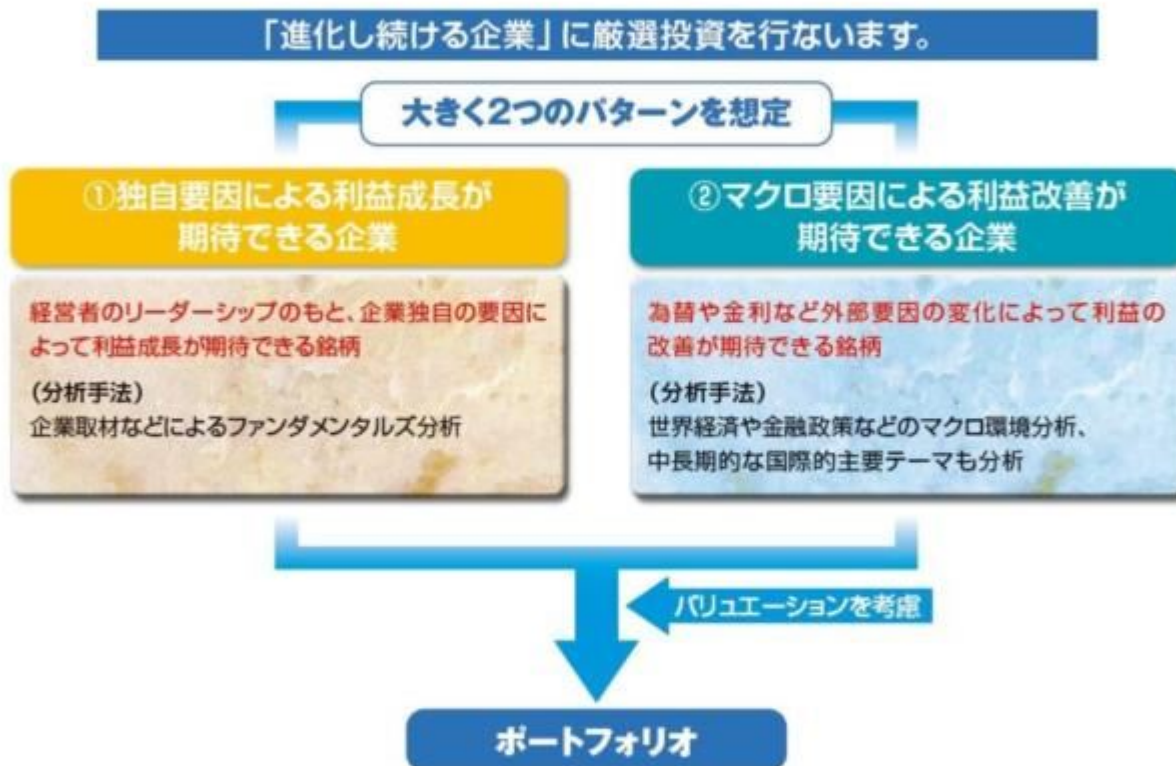 「進化し続ける企業」に厳選投資を行ないます。
大きく2つのパターンを想定
①独自要因による利益成長が
期待できる企業
経営者のリーダーシップのもと、企業独自の要因に
よって利益成長が期待できる銘柄
(分析手法)
企業取材などによるファンダメンタルズ分析
②マクロ要因による利益改善が
期待できる企業
為替や金利など外部要因の変化によって利益の
改善が期待できる銘柄
(分析手法)
世界経済や金融政策などのマクロ環境分析、
中長期的な国際的主要テーマも分析
バリュエーションを考慮
ポートフォリオ